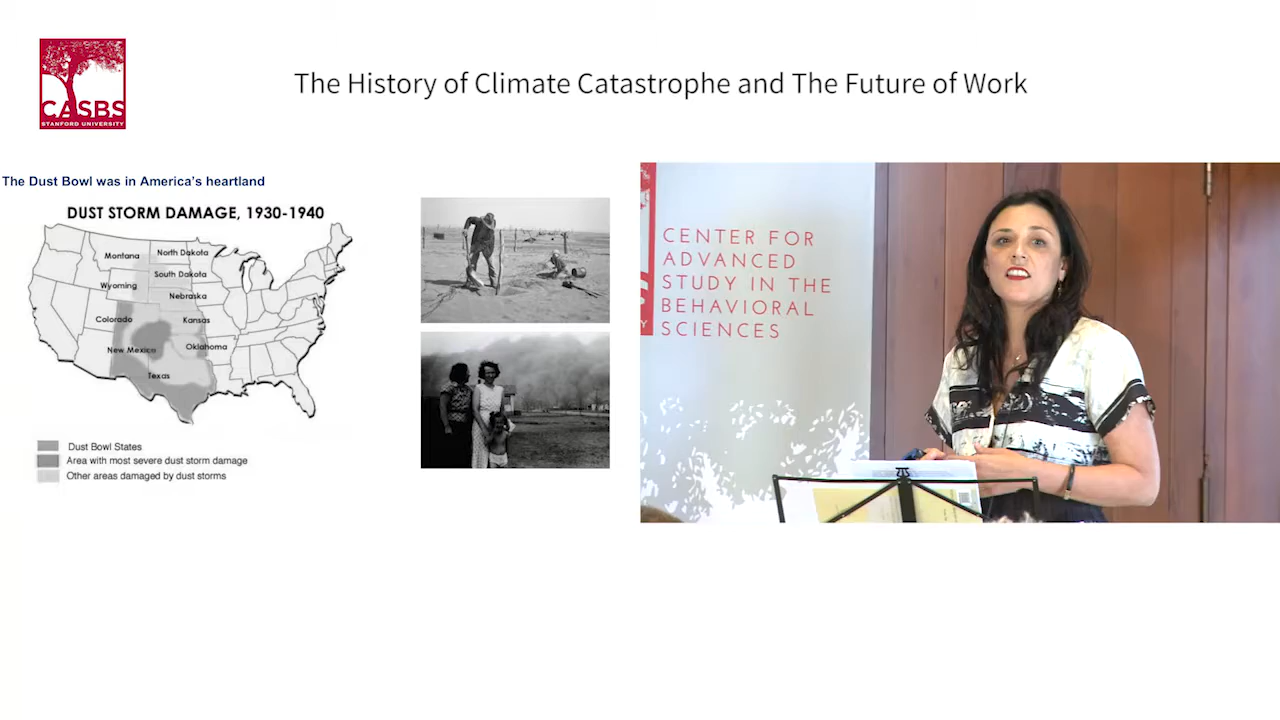 CASBS
STANFORD UNIVERSITY
The History of Climate Catastrophe and The Future of Work
The Dust Bowl was in America's heartland
DUST STORM DAMAGE, 1930-1940
Montana
North Dakota
South Dakota
Wyoming
Nebraska
Colorado
Kansas
New Mexico
Oklahoma
Texas
Dust Bowl States
Area with most severe dust storm damage
Other areas damaged by dust storms
CENTER FOR
ADVANCED
STUDY IN THE
BEHAVIORAL
SCIENCES